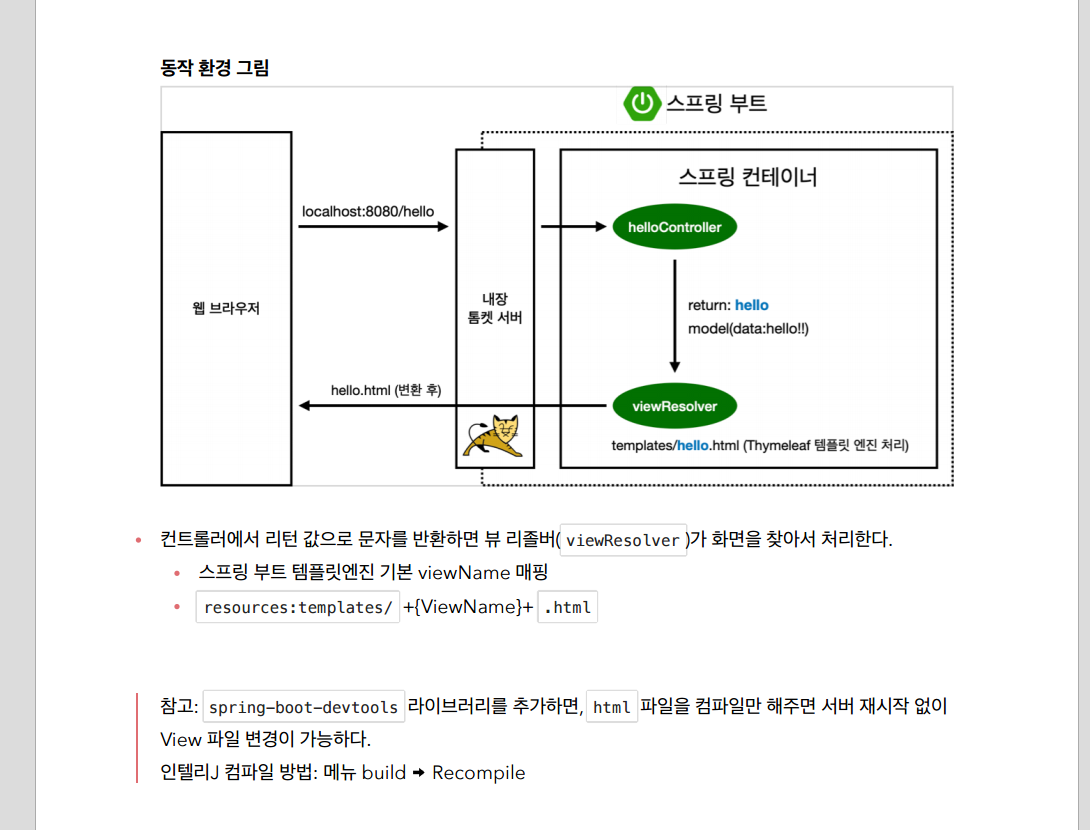 동작 환경 그림
스프링 부트
스프링 컨테이너
localhost:8080/hello
helloController
웹 브라우저
내장
톰켓 서버
return: hello
model(data:hello!!)
hello.html (변환 후)
viewResolver
templates/hello.html (Thymeleaf 템플릿 엔진 처리)
컨트롤러에서 리턴 값으로 문자를 반환하면 뷰 리졸버( viewResolver )가 화면을 찾아서 처리한다.
스프링 부트 템플릿엔진 기본 viewName 매핑
resources:templates/ +{ViewName}+ .html
참고: spring-boot-devtools 라이브러리를 추가하면, html 파일을 컴파일만 해주면 서버 재시작 없이
View 파일 변경이 가능하다.
인텔리J 컴파일 방법: 메뉴 build → Recompile